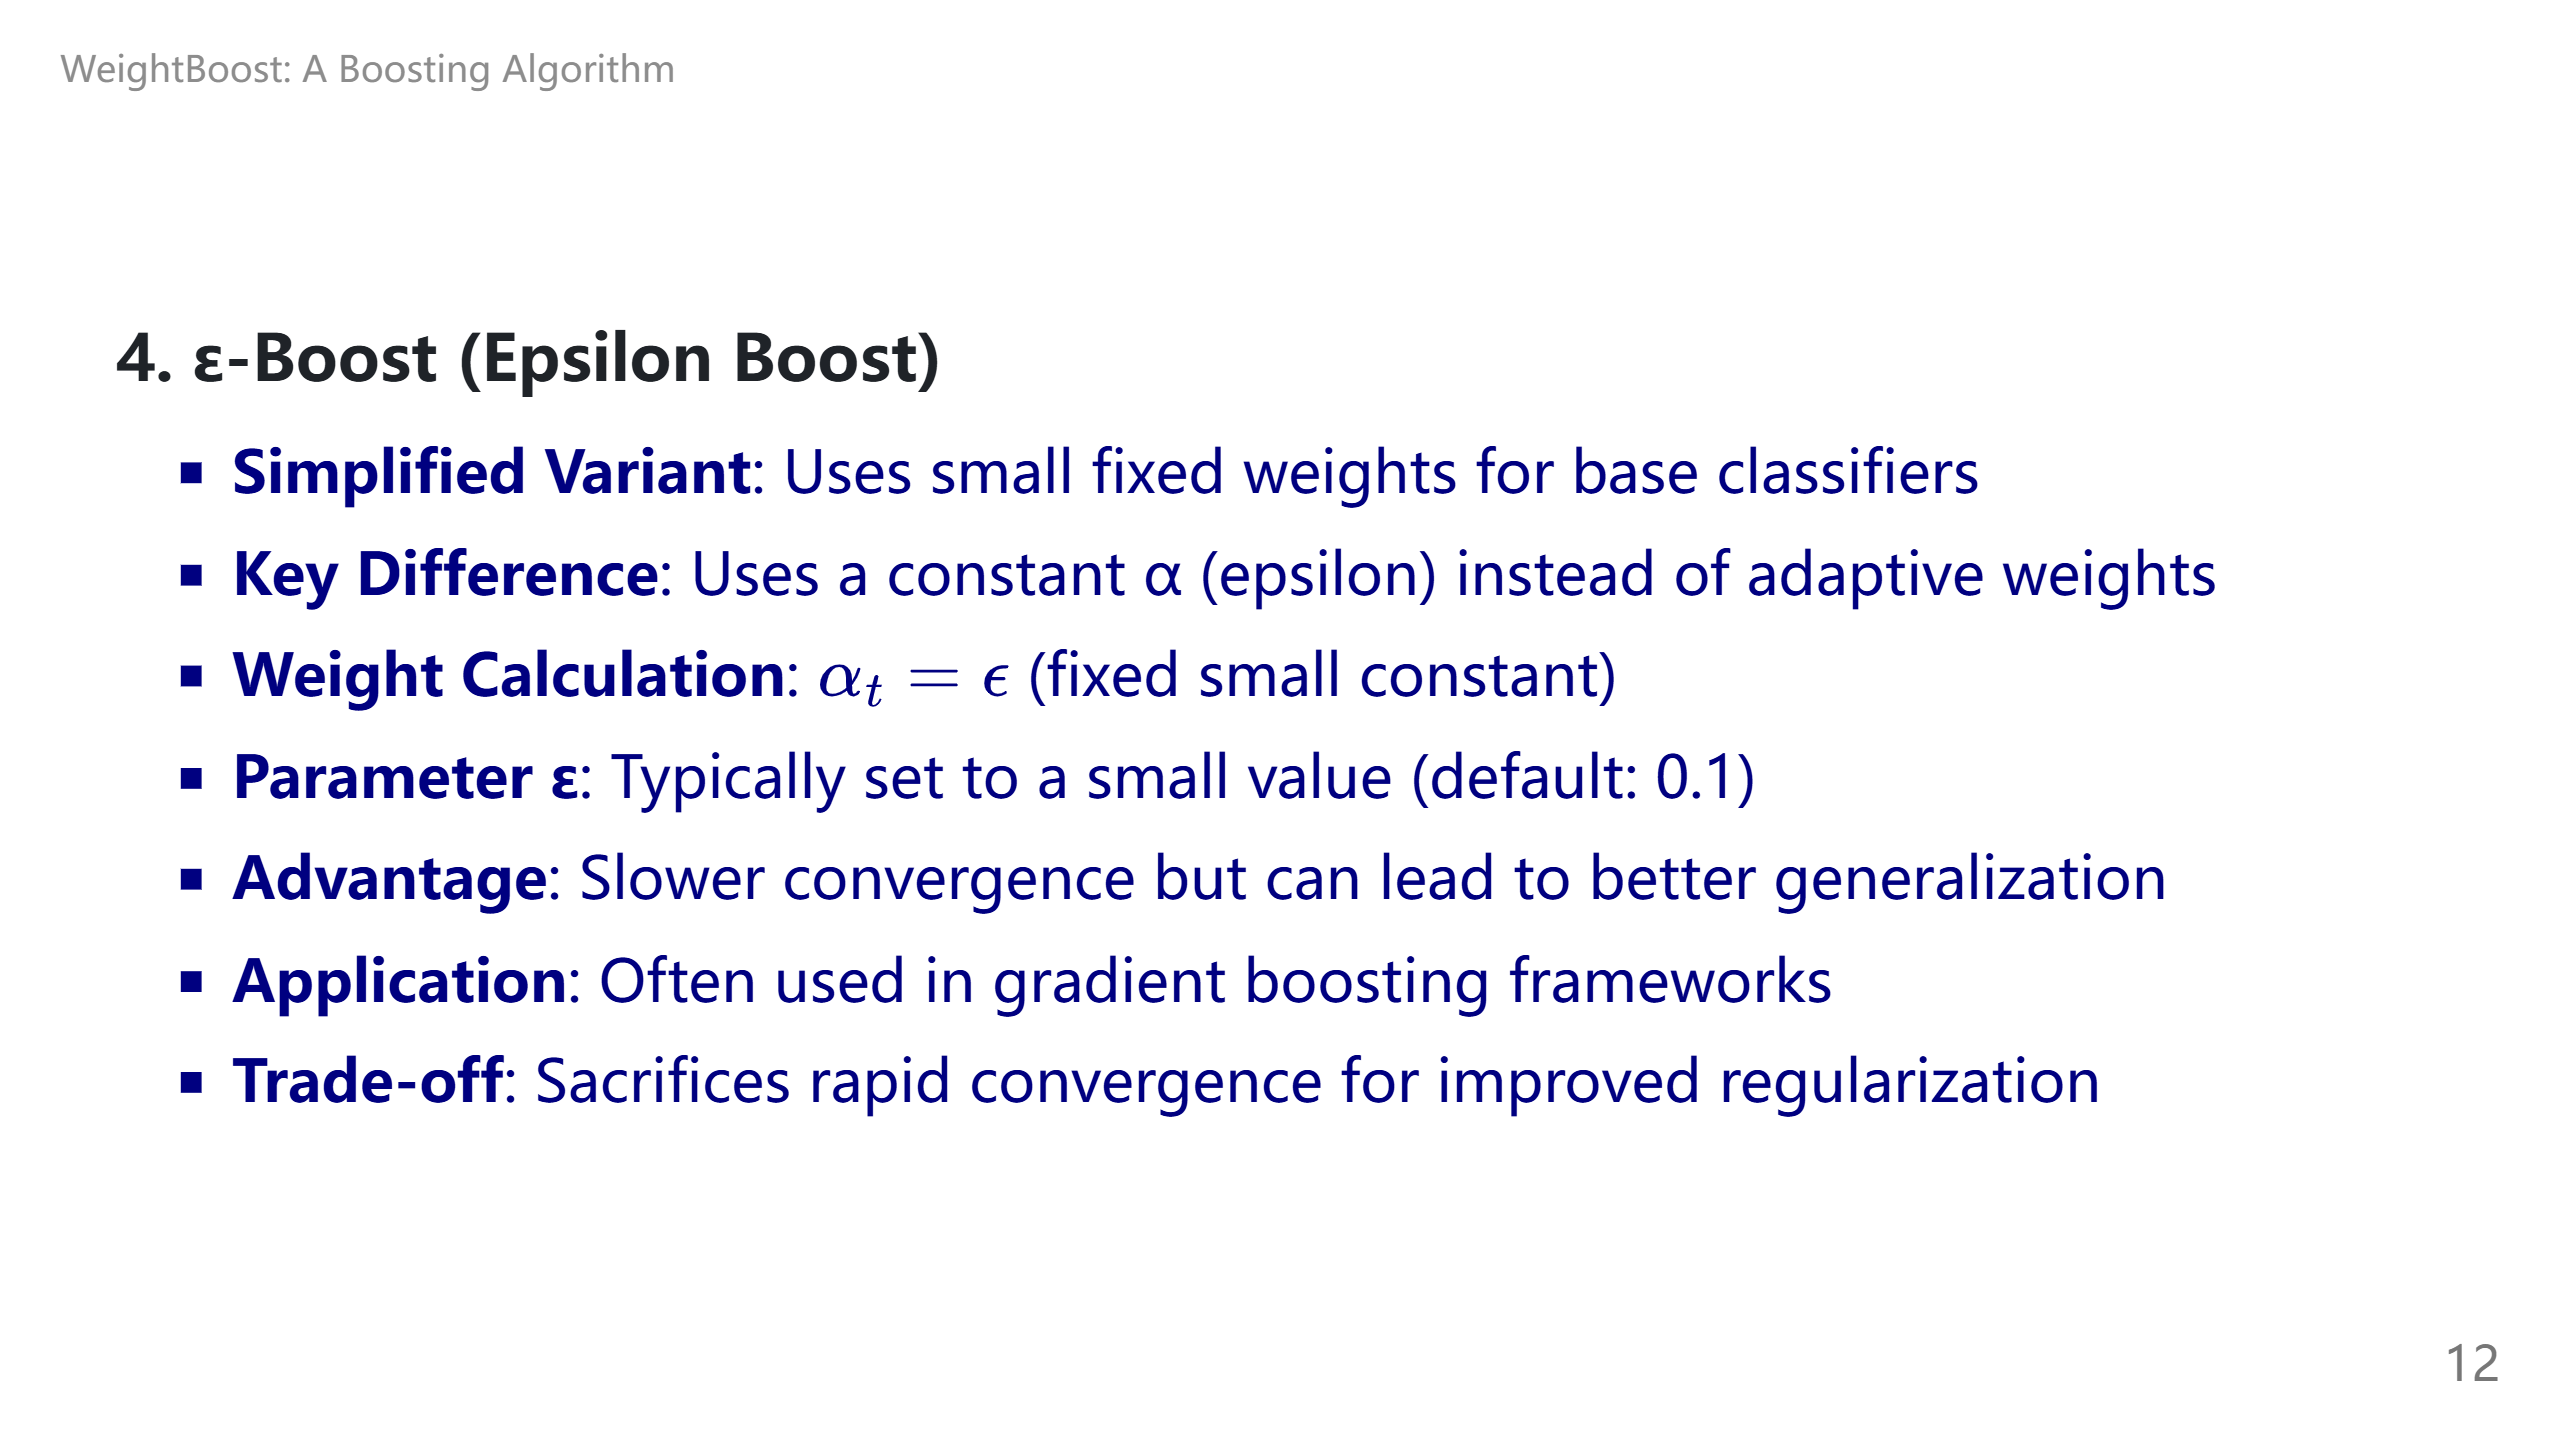 WeightBoost: A Boosting Algorithm
4. ε-Boost (Epsilon Boost)
▪ Simplified Variant: Uses small fixed weights for base classifiers
▪ Key Difference: Uses a constant α (epsilon) instead of adaptive weights
▪ Weight Calculation: $\alpha_t = \epsilon$ (fixed small constant)
▪ Parameter ε: Typically set to a small value (default: 0.1)
▪ Advantage: Slower convergence but can lead to better generalization
▪ Application: Often used in gradient boosting frameworks
▪ Trade-off: Sacrifices rapid convergence for improved regularization
12